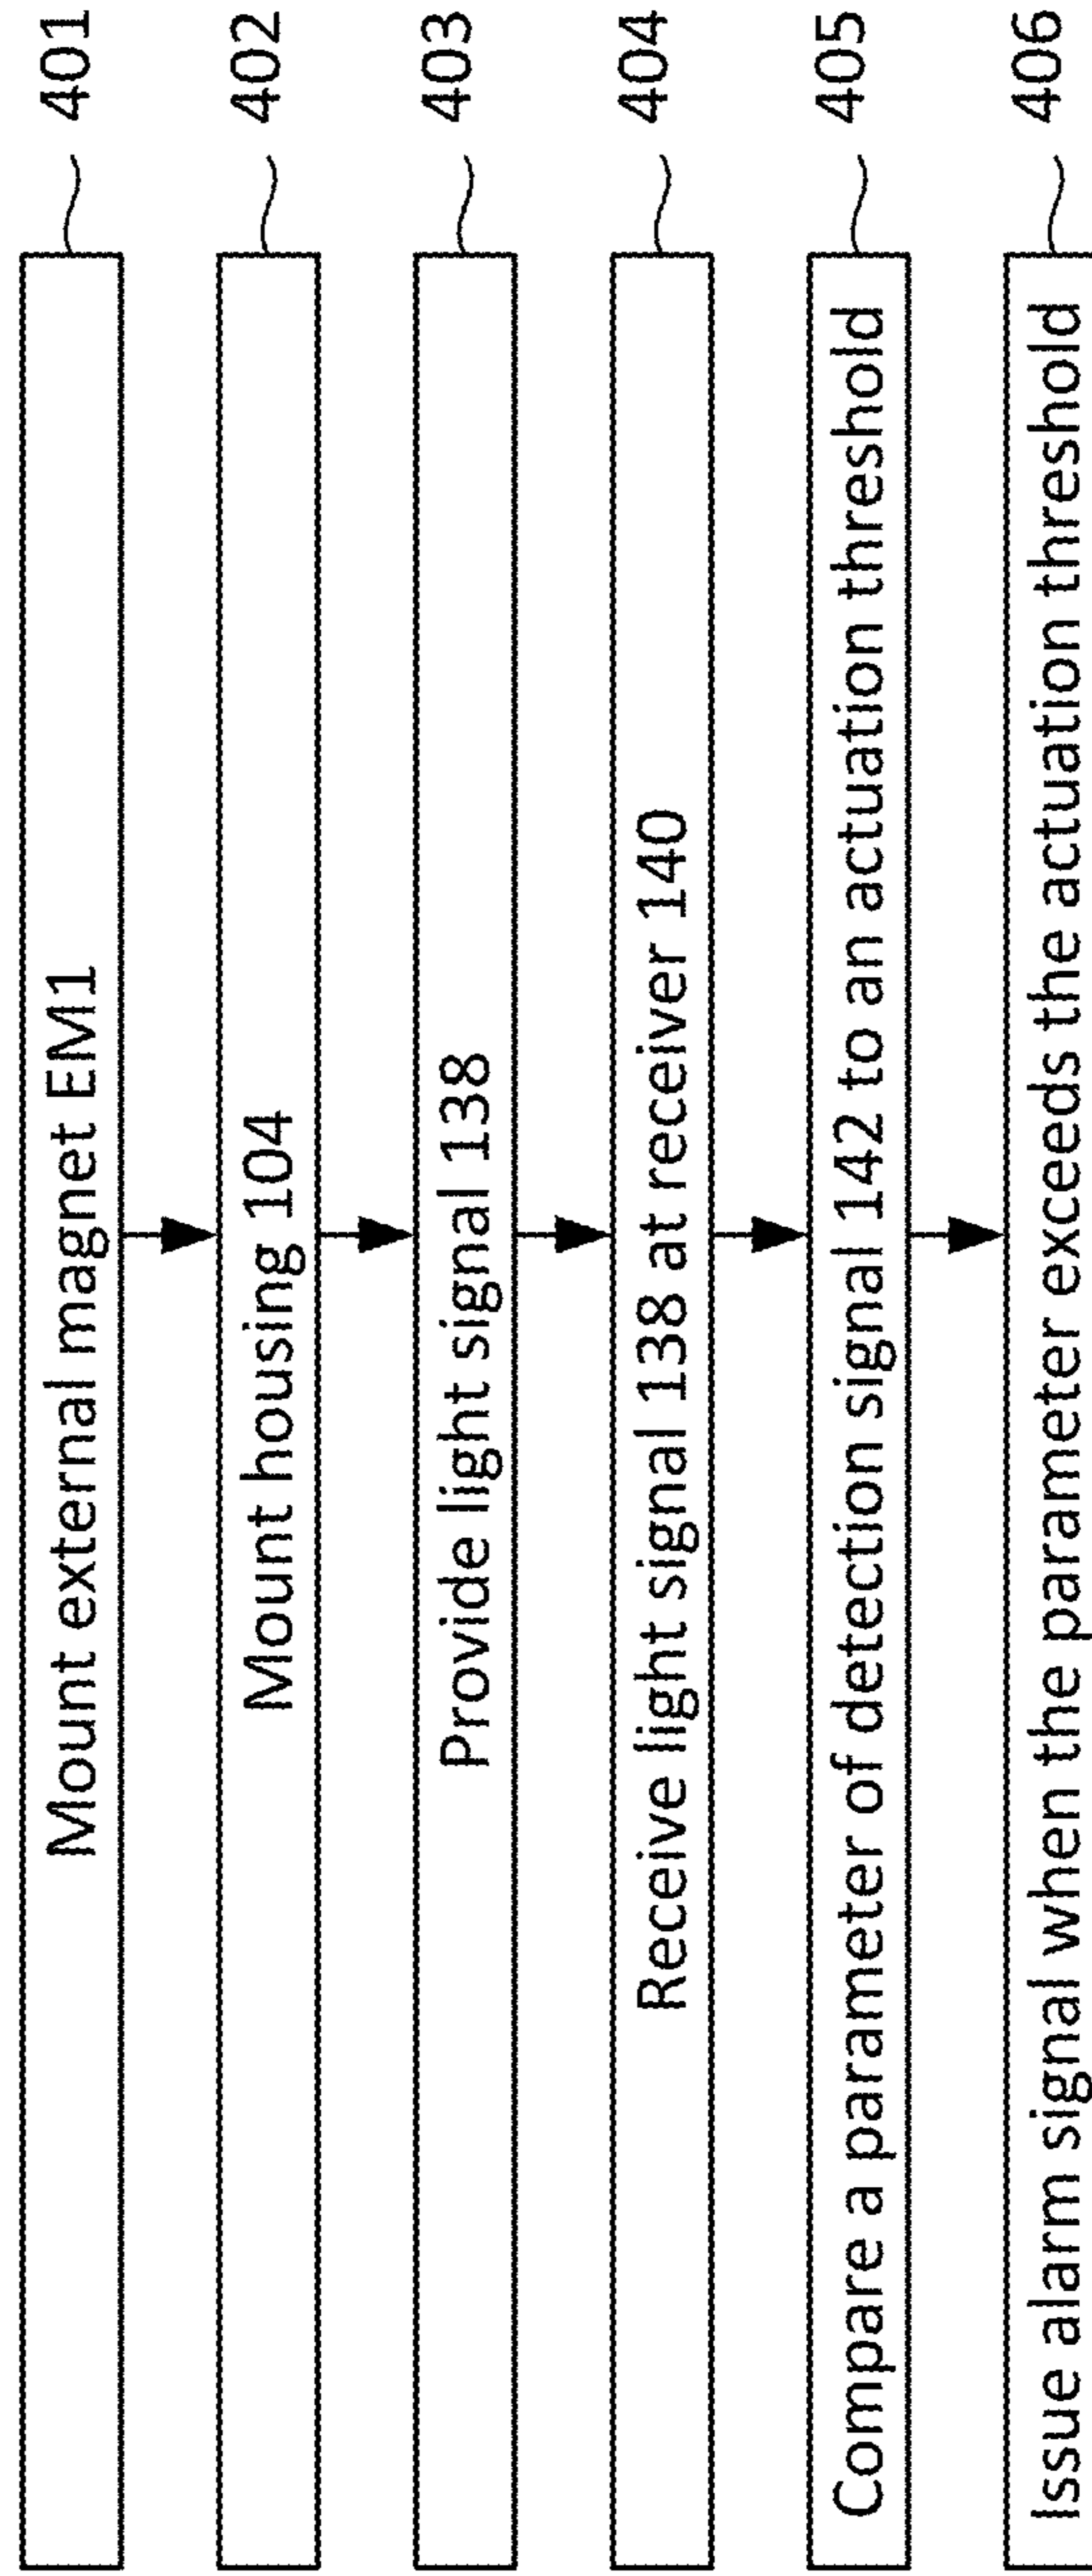 Mount external magnet EM1 401
Mount housing 104 402
Provide light signal 138 403
Receive light signal 138 at receiver 140 404
Compare a parameter of detection signal 142 to an actuation threshold 405
Issue alarm signal when the parameter exceeds the actuation threshold 406